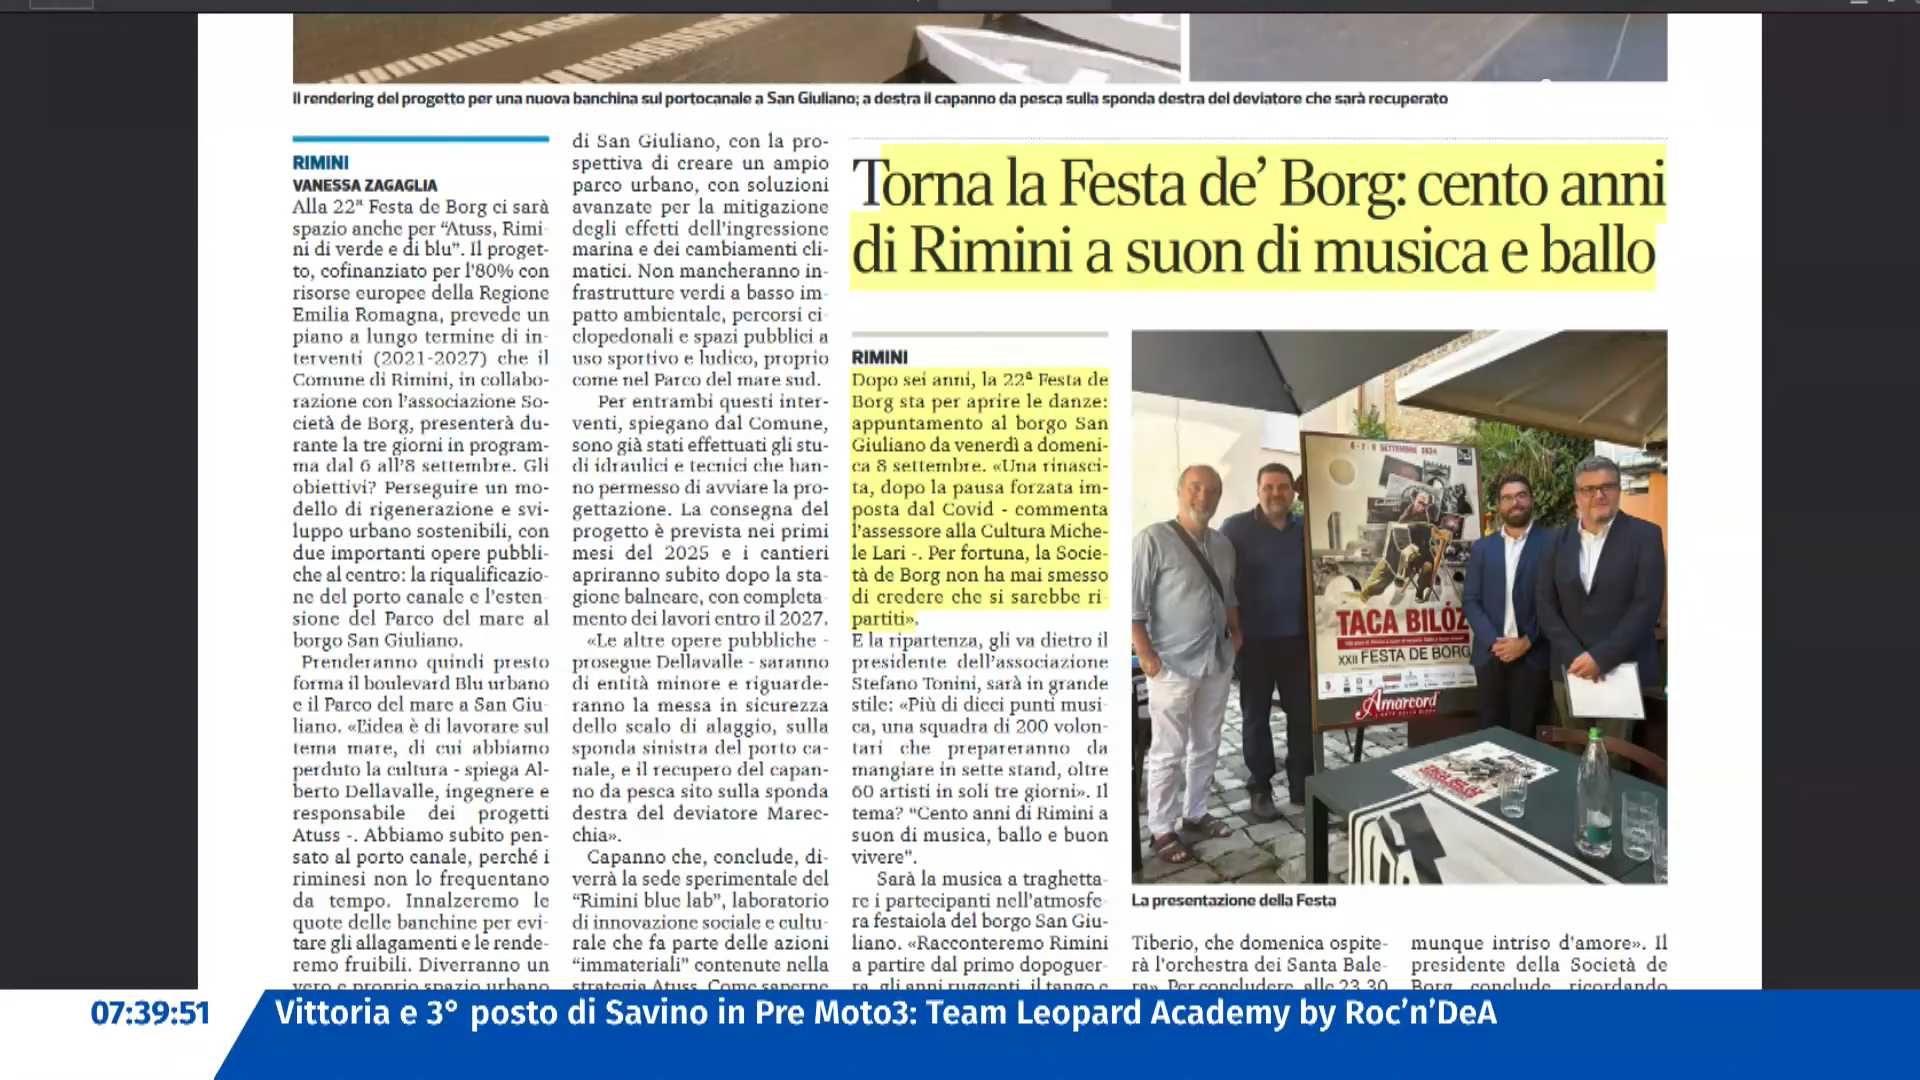 Il rendering del progetto per una nuova banchina sul portocanale a San Giuliano; a destra il capanno da pesca sulla sponda destra del deviatore che sarà recuperato
RIMINI
VANESSA ZAGAGLIA
Alla 22ª Festa de Borg ci sarà
spazio anche per “Atuss, Rimi-
ni di verde e di blu”. Il proget-
to, cofinanziato per l’80% con
risorse europee della Regione
Emilia Romagna, prevede un
piano a lungo termine di in-
terventi (2021-2027) che il
Comune di Rimini, in collabo-
razione con l’associazione So-
cietà de Borg, presenterà du-
rante la tre giorni in program-
ma dal 6 all’8 settembre. Gli
obiettivi? Perseguire un mo-
dello di rigenerazione e svi-
luppo urbano sostenibili, con
due importanti opere pubbli-
che al centro: la riqualificazio-
ne del porto canale e l’esten-
sione del Parco del mare al
borgo San Giuliano.
Prenderanno quindi presto
forma il boulevard Blu urbano
e il Parco del mare a San Giu-
liano. «L’idea è di lavorare sul
tema mare, di cui abbiamo
perduto la cultura - spiega Al-
berto Dellavalle, ingegnere e
responsabile dei progetti
Atuss -. Abbiamo subito pen-
sato al porto canale, perché i
riminesi non lo frequentano
da tempo. Innalzeremo le
quote delle banchine per evi-
tare gli allagamenti e le rende-
remo fruibili. Diverranno un
vero e proprio spazio urbano
di San Giuliano, con la pro-
spettiva di creare un ampio
parco urbano, con soluzioni
avanzate per la mitigazione
degli effetti dell’ingressione
marina e dei cambiamenti cli-
matici. Non mancheranno in-
frastrutture verdi a basso im-
patto ambientale, percorsi ci-
clopedonali e spazi pubblici a
uso sportivo e ludico, proprio
come nel Parco del mare sud.
Per entrambi questi inter-
venti, spiegano dal Comune,
sono già stati effettuati gli stu-
di idraulici e tecnici che han-
no permesso di avviare la pro-
gettazione. La consegna del
progetto è prevista nei primi
mesi del 2025 e i cantieri
apriranno subito dopo la sta-
gione balneare, con completa-
mento dei lavori entro il 2027.
«Le altre opere pubbliche -
prosegue Dellavalle - saranno
di entità minore e riguarde-
ranno la messa in sicurezza
dello scalo di alaggio, sulla
sponda sinistra del porto ca-
nale, e il recupero del capan-
no da pesca sito sulla sponda
destra del deviatore Marec-
chia».
Capanno che, conclude, di-
verrà la sede sperimentale del
“Rimini blue lab”, laboratorio
di innovazione sociale e cultu-
rale che fa parte delle azioni
“immateriali” contenute nella
strategia Atuss. Come saperne
Torna la Festa de’ Borg: cento anni
di Rimini a suon di musica e ballo
RIMINI
Dopo sei anni, la 22ª Festa de
Borg sta per aprire le danze:
appuntamento al borgo San
Giuliano da venerdì a domeni-
ca 8 settembre. «Una rinasci-
ta, dopo la pausa forzata im-
posta dal Covid - commenta
l’assessore alla Cultura Miche-
le Lari -. Per fortuna, la Socie-
tà de Borg non ha mai smesso
di credere che si sarebbe ri-
partiti».
E la ripartenza, gli va dietro il
presidente dell’associazione
Stefano Tonini, sarà in grande
stile: «Più di dieci punti musi-
ca, una squadra di 200 volon-
tari che prepareranno da
mangiare in sette stand, oltre
60 artisti in soli tre giorni». Il
tema? “Cento anni di Rimini a
suon di musica, ballo e buon
vivere”.
Sarà la musica a traghetta-
re i partecipanti nell’atmosfe-
ra festaiola del borgo San Giu-
liano. «Racconteremo Rimini
a partire dal primo dopoguer-
ra, gli anni ruggenti, il tango e
6 - 7 - 8 SETTEMBRE 2024
TACA BILÓZ
XXII FESTA DE BORG
Amarcord
La presentazione della Festa
Tiberio, che domenica ospite-
rà l’orchestra dei Santa Bale-
ra». Per concludere, alle 23.30
munque intriso d’amore». Il
presidente della Società de
Borg conclude ricordando
07:39:51
Vittoria e 3° posto di Savino in Pre Moto3: Team Leopard Academy by Roc’n’DeA